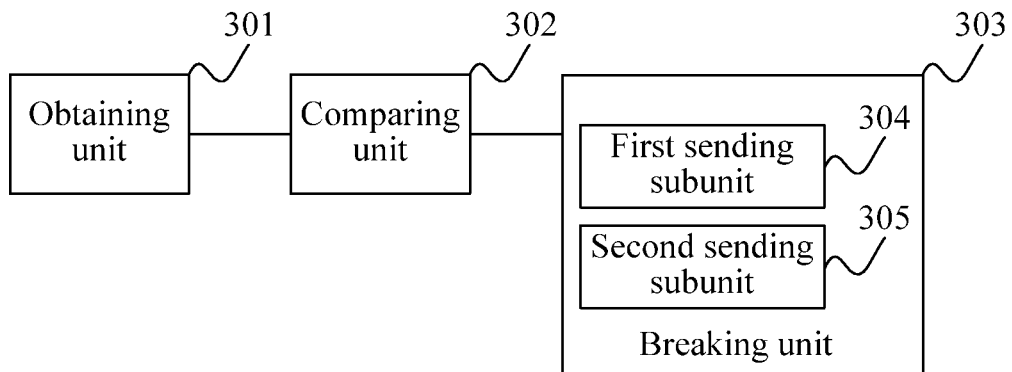 301
302
303
Obtaining
unit
Comparing
unit
304
First sending
subunit
305
Second sending
subunit
Breaking unit